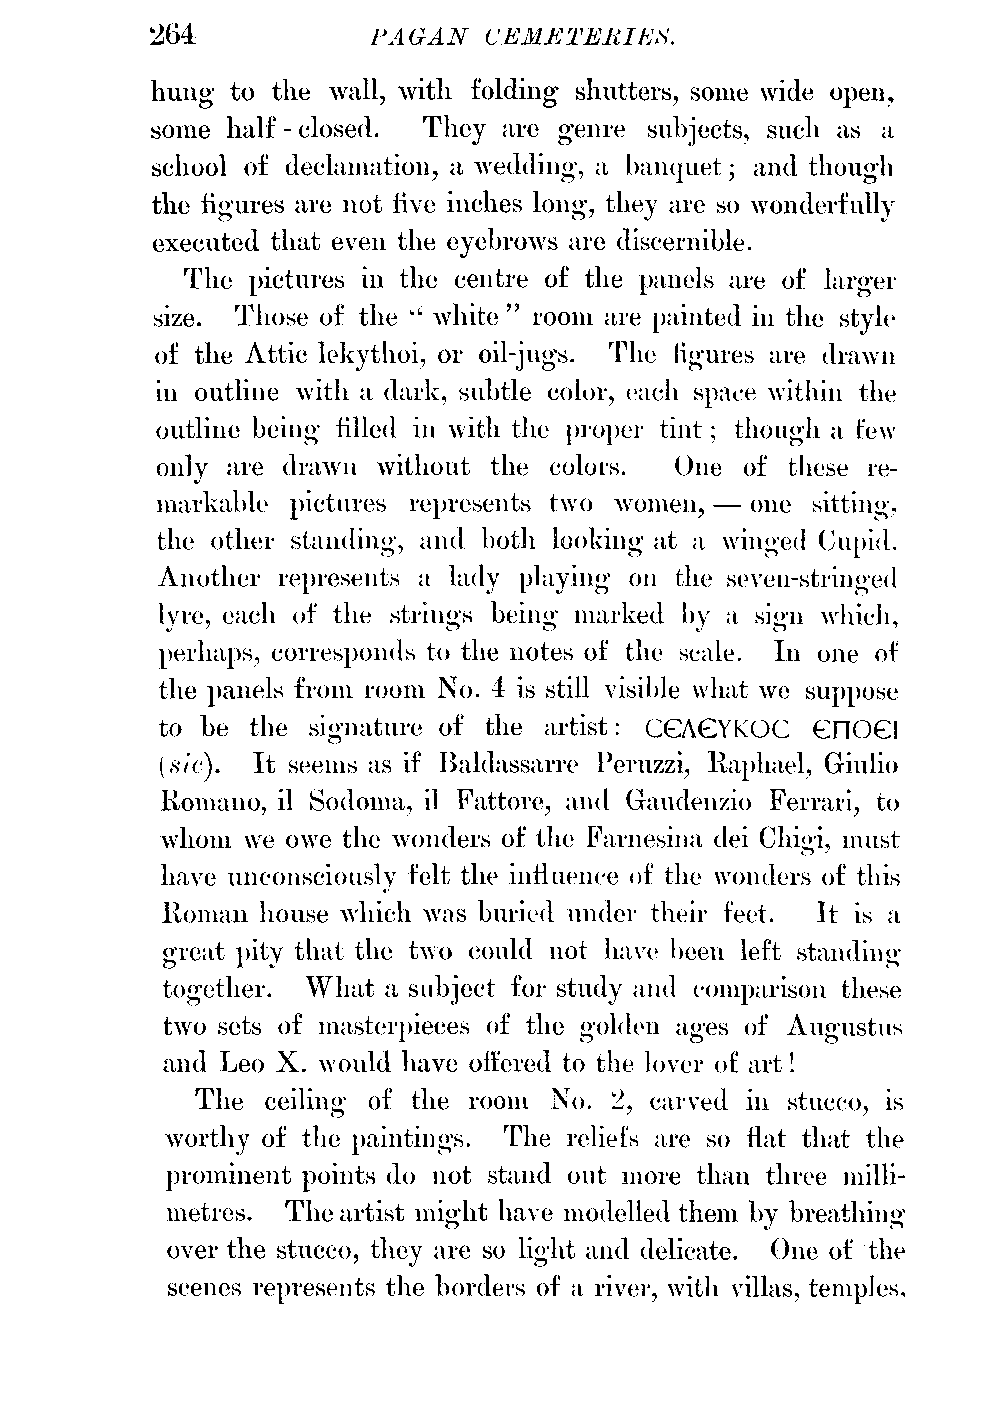 264 PAGAN CEMETERIES.
hung to the wall, with folding shutters, some wide open,
some half-closed. They are genre subjects, such as a
school of declamation, a wedding, a banquet; and though
the figures are not five inches long, they are so wonderfully
executed that even the eyebrows are discernible.
The pictures in the centre of the panels are of larger
size. Those of the “white” room are painted in the style
of the Attic lekythoi, or oil-jugs. The figures are drawn
in outline with a dark, subtle color, each space within the
outline being filled in with the proper tint; though a few
only are drawn without the colors. One of these re-
markable pictures represents two women, — one sitting,
the other standing, and both looking at a winged Cupid.
Another represents a lady playing on the seven-stringed
lyre, each of the strings being marked by a sign which,
perhaps, corresponds to the notes of the scale. In one of
the panels from room No. 4 is still visible what we suppose
to be the signature of the artist: CЄΛЄYKOC ЄΠOЄI
(sic). It seems as if Baldassarre Peruzzi, Raphael, Giulio
Romano, il Sodoma, il Fattore, and Gaudenzio Ferrari, to
whom we owe the wonders of the Farnesina dei Chigi, must
have unconsciously felt the influence of the wonders of this
Roman house which was buried under their feet. It is a
great pity that the two could not have been left standing
together. What a subject for study and comparison these
two sets of masterpieces of the golden ages of Augustus
and Leo X. would have offered to the lover of art!
The ceiling of the room No. 2, carved in stucco, is
worthy of the paintings. The reliefs are so flat that the
prominent points do not stand out more than three milli-
metres. The artist might have modelled them by breathing
over the stucco, they are so light and delicate. One of the
scenes represents the borders of a river, with villas, temples,